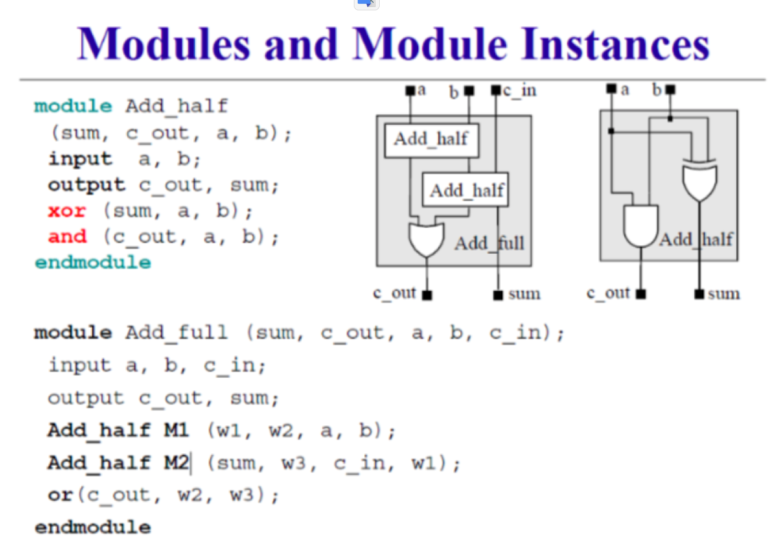 Modules and Module Instances
module Add_half
(sum, c_out, a, b);
input a, b;
output c_out, sum;
xor (sum, a, b);
and (c_out, a, b);
endmodule
a b c_in
Add_half
Add_half
Add_full
c_out sum
a b
Add_half
c_out sum
module Add_full (sum, c_out, a, b, c_in);
input a, b, c_in;
output c_out, sum;
Add_half M1 (w1, w2, a, b);
Add_half M2 (sum, w3, c_in, w1);
or(c_out, w2, w3);
endmodule